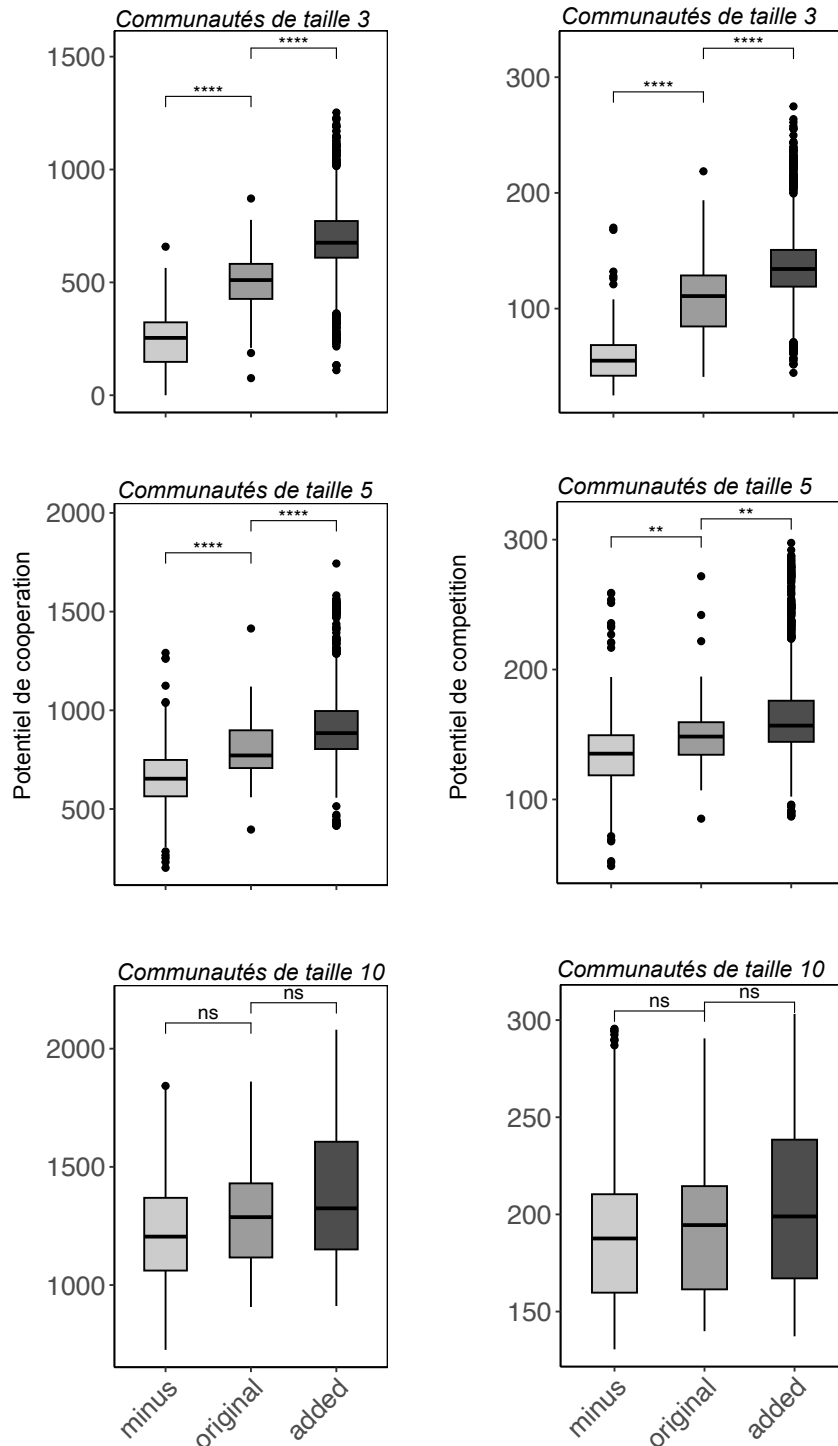 Communautés de taille 3
1500
1000
500
0
****
****
Communautés de taille 3
300
200
100
****
****
Potentiel de cooperation
Communautés de taille 5
2000
1500
1000
500
****
****
Potentiel de competition
Communautés de taille 5
300
200
100
**
**
Communautés de taille 10
2000
1500
1000
ns
ns
minus
original
added
Communautés de taille 10
300
250
200
150
ns
ns
minus
original
added